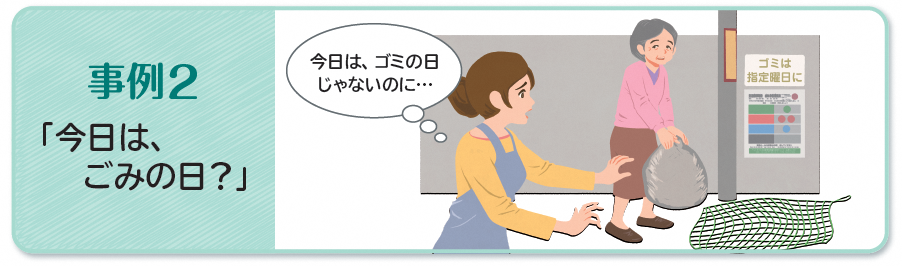 事例2
「今日は、
ごみの日？」
今日は、ゴミの日
じゃないのに…
ゴミは
指定曜日に